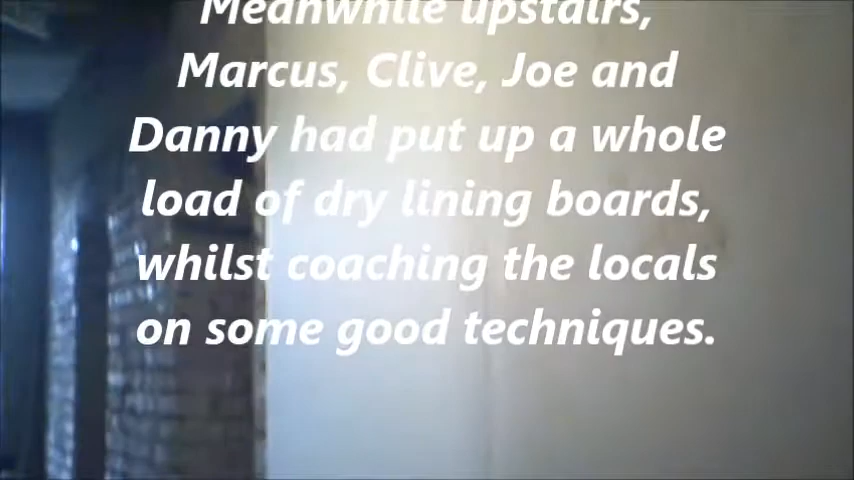 Meanwhile upstairs,
Marcus, Clive, Joe and
Danny had put up a whole
load of dry lining boards,
whilst coaching the locals
on some good techniques.